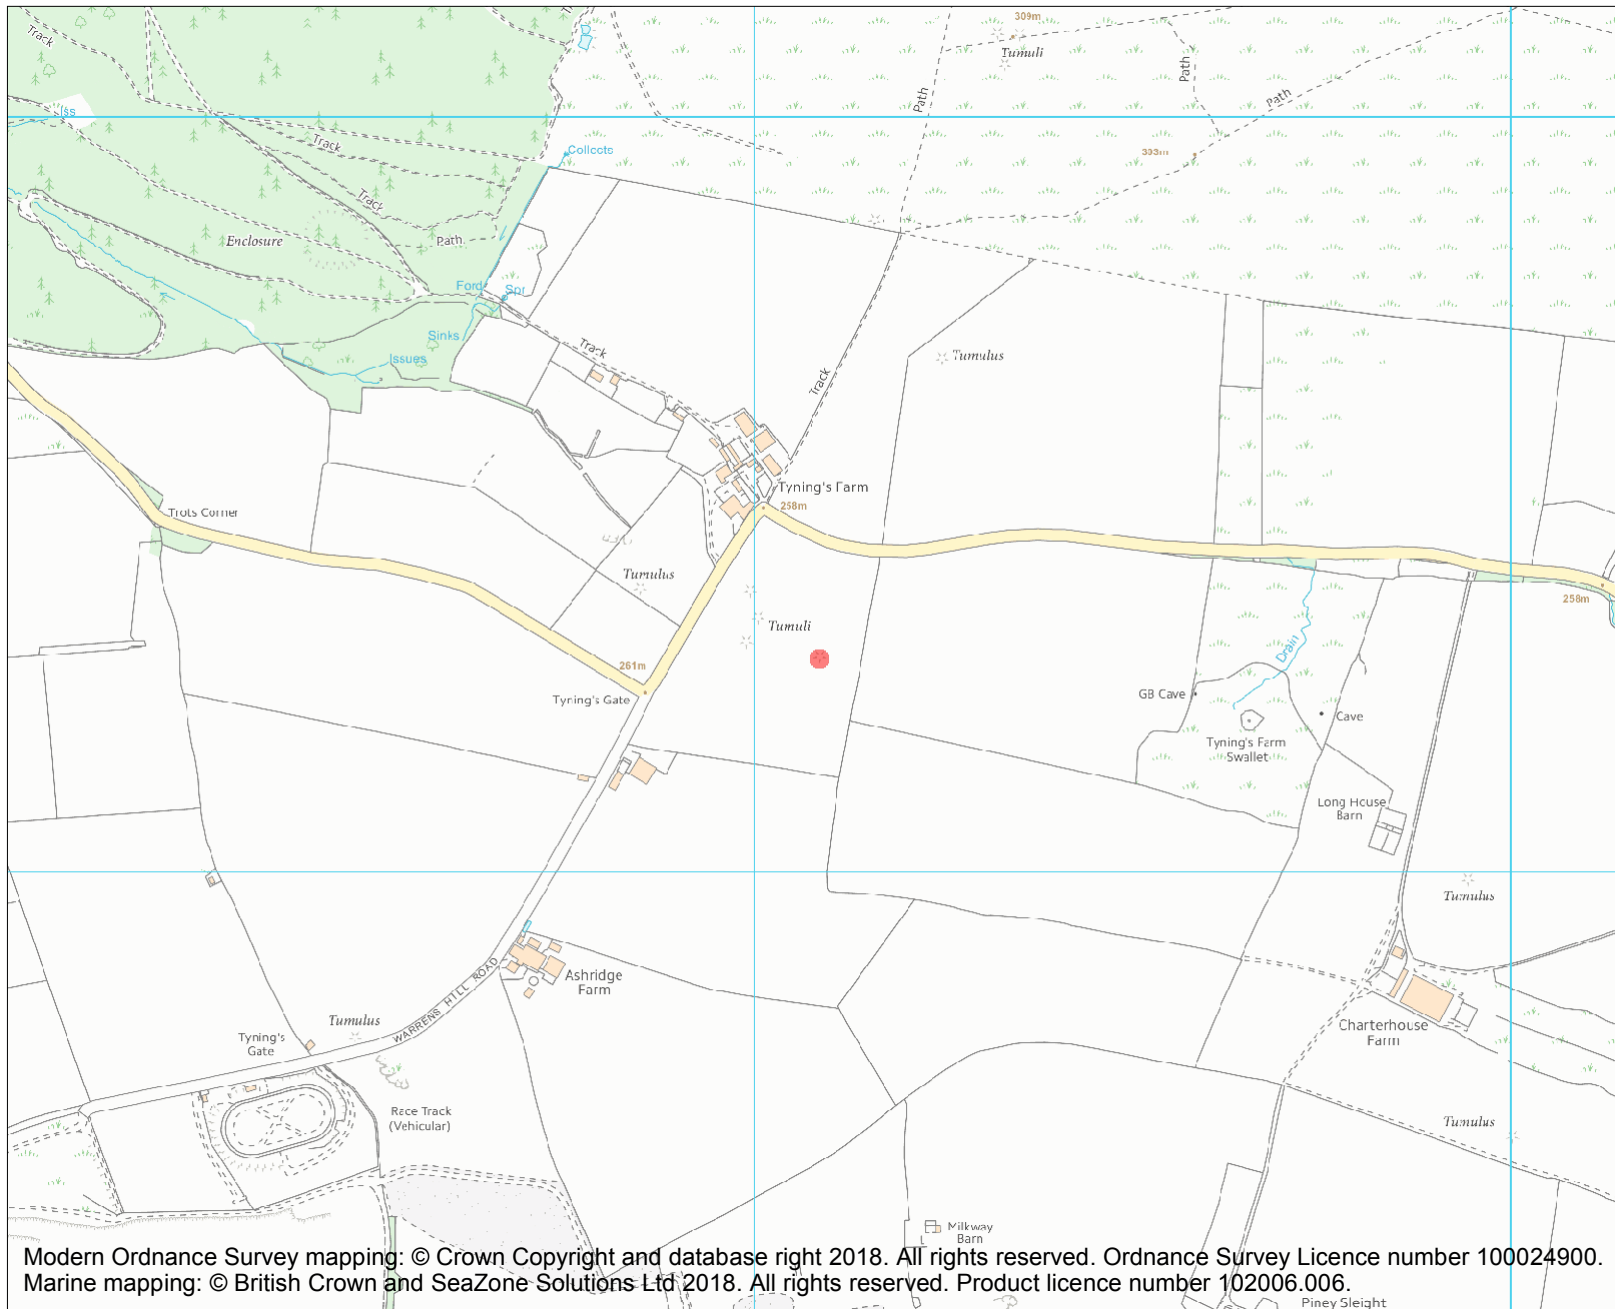 Track
309m
Tumuli
Path
Path
Path
Iss
Track
Collects
303m
Track
Enclosure
Path
Ford
Spr
Sinks
Issues
Track
Tumulus
Track
Tyning's Farm
258m
Trots Corner
Tumulus
258m
Tumuli
Drain
261m
Tyning's Gate
GB Cave
Cave
Tyning's Farm
Swallet
Long House
Barn
Tumulus
Ashridge
Farm
WARRENS HILL ROAD
Tumulus
Tyning's
Gate
Charterhouse
Farm
Race Track
(Vehicular)
Tumulus
Milkway
Barn
Modern Ordnance Survey mapping: © Crown Copyright and database right 2018. All rights reserved. Ordnance Survey Licence number 100024900.
Marine mapping: © British Crown and SeaZone Solutions Ltd 2018. All rights reserved. Product licence number 102006.006.
Piney Sleight